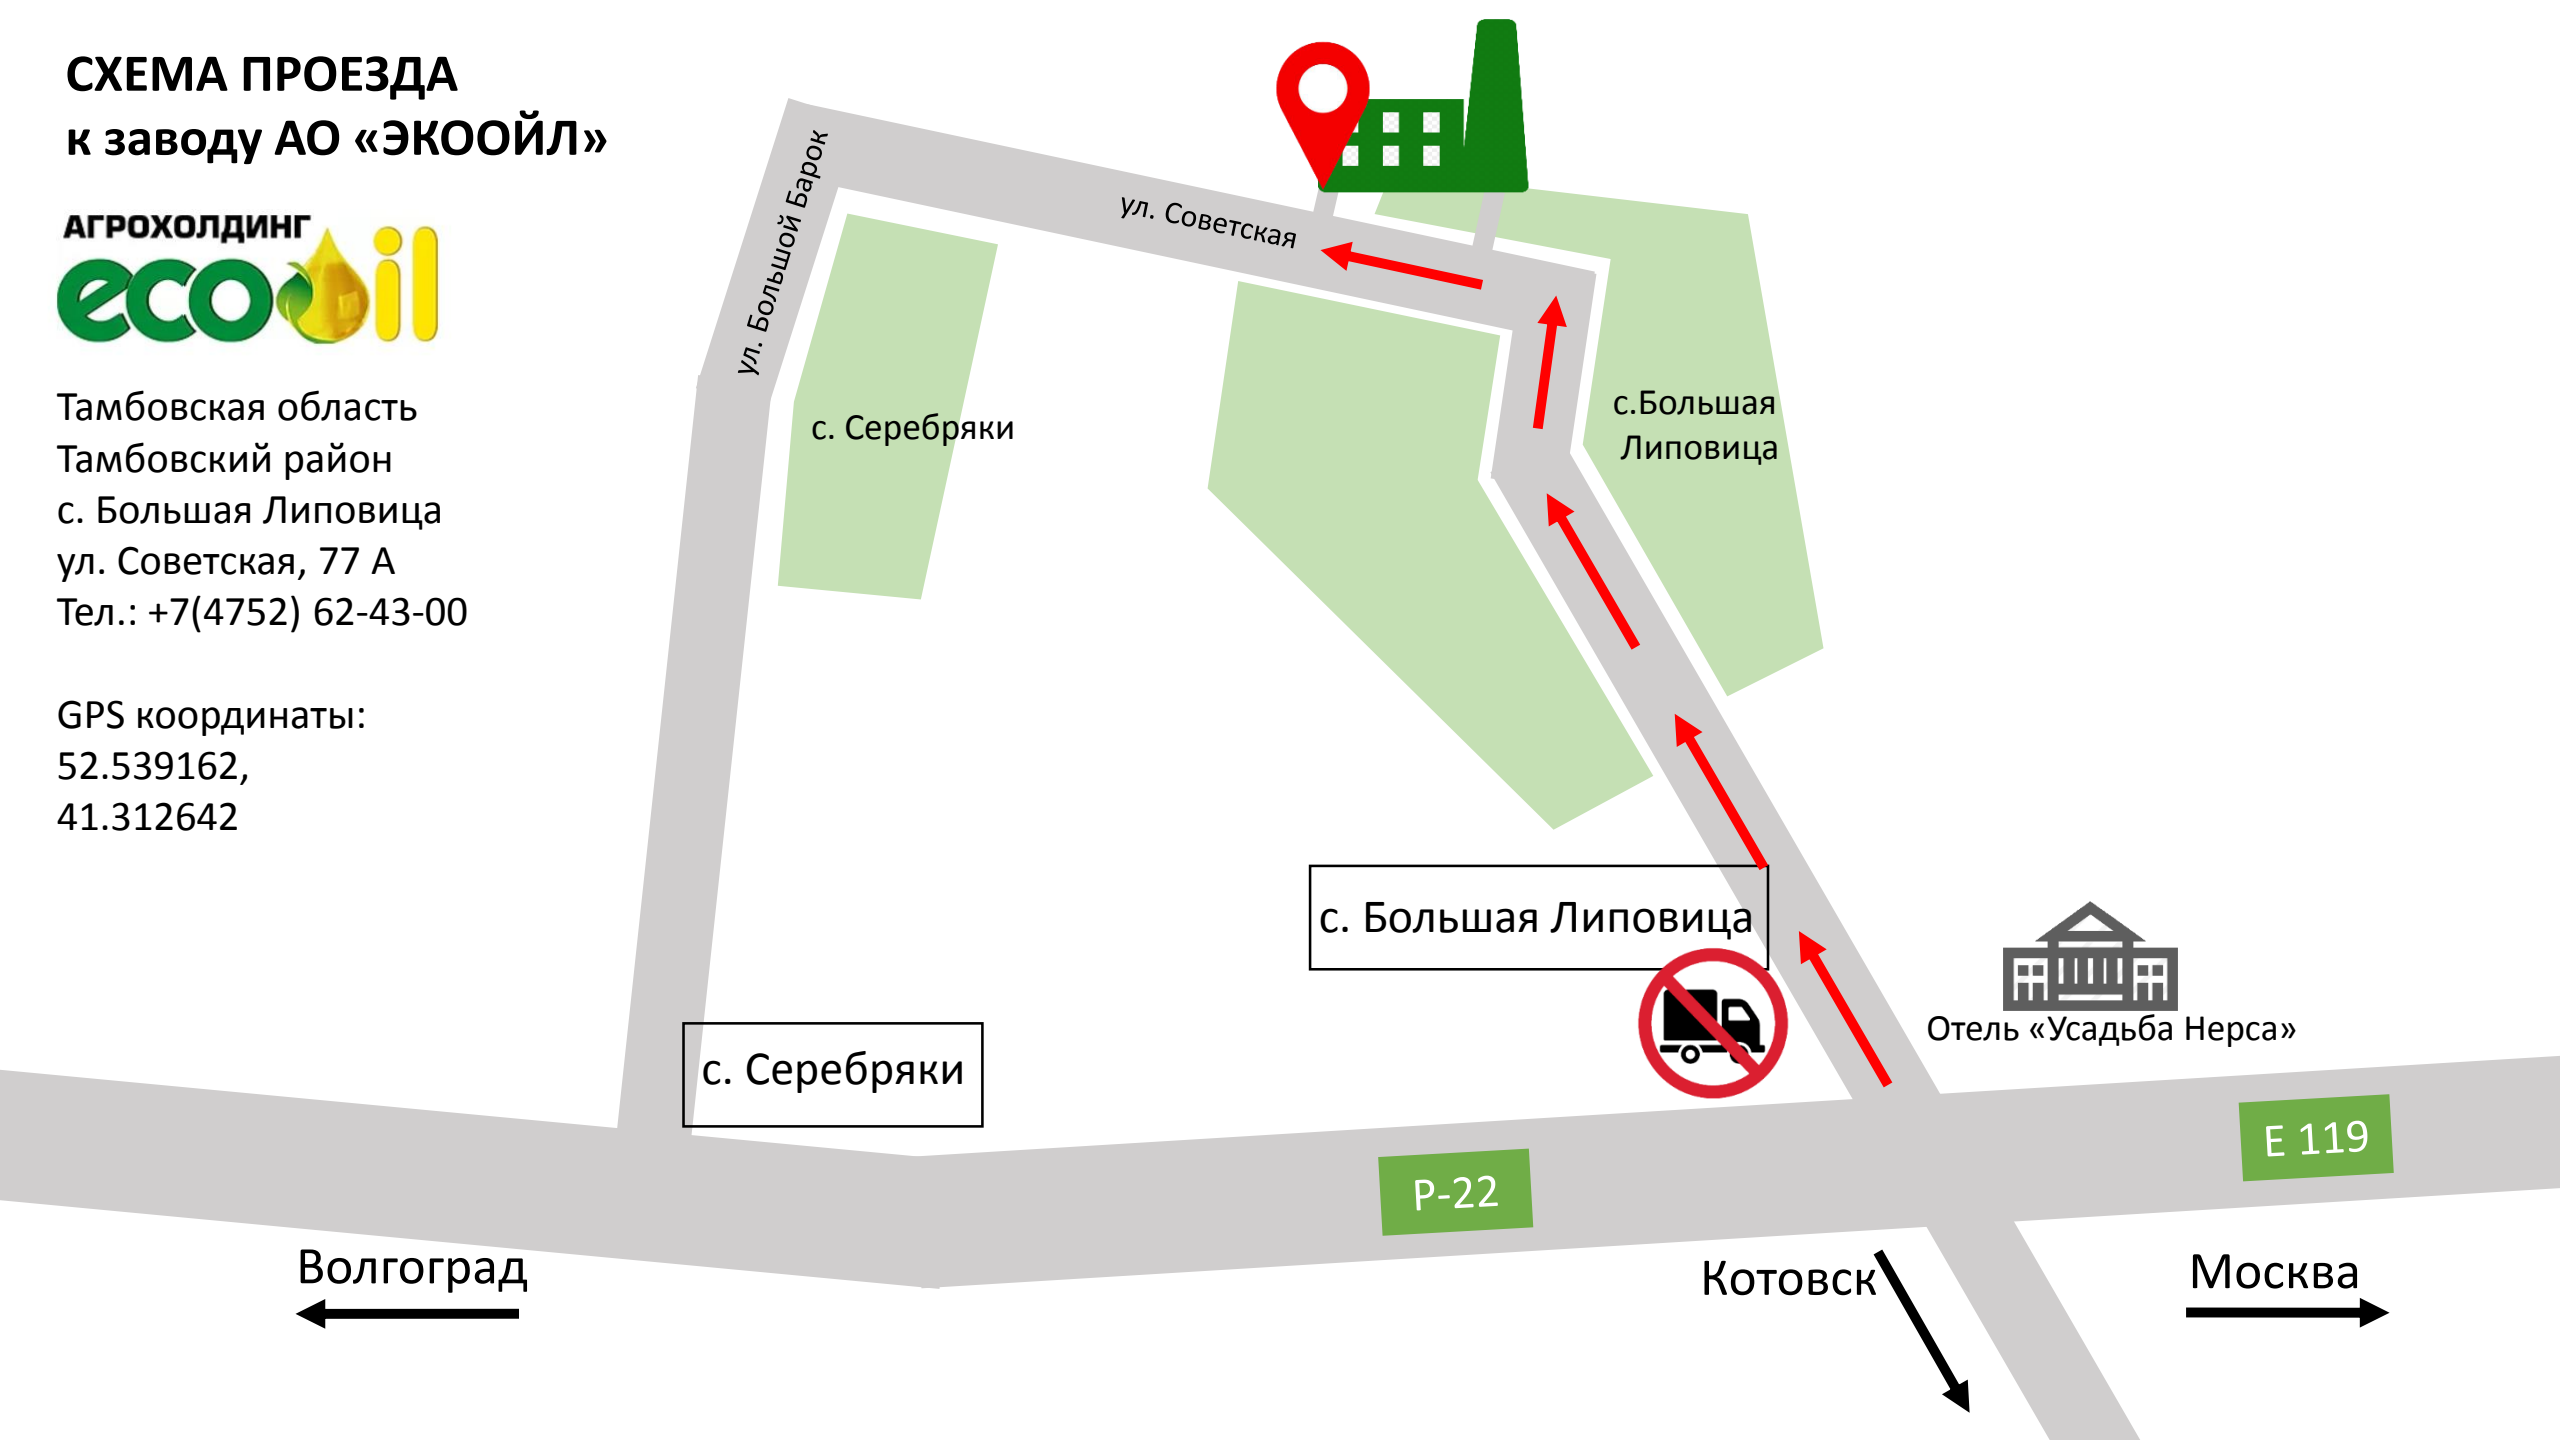 СХЕМА ПРОЕЗДА
к заводу АО «ЭКООЙЛ»
АГРОХОЛДИНГ
ecooil
Тамбовская область
Тамбовский район
с. Большая Липовица
ул. Советская, 77 А
Тел.: +7(4752) 62-43-00
GPS координаты:
52.539162,
41.312642
ул. Большой Барок
ул. Советская
с. Серебряки
с.Большая
Липовица
с. Большая Липовица
Отель «Усадьба Нерса»
с. Серебряки
Р-22
Е 119
Волгоград
Котовск
Москва